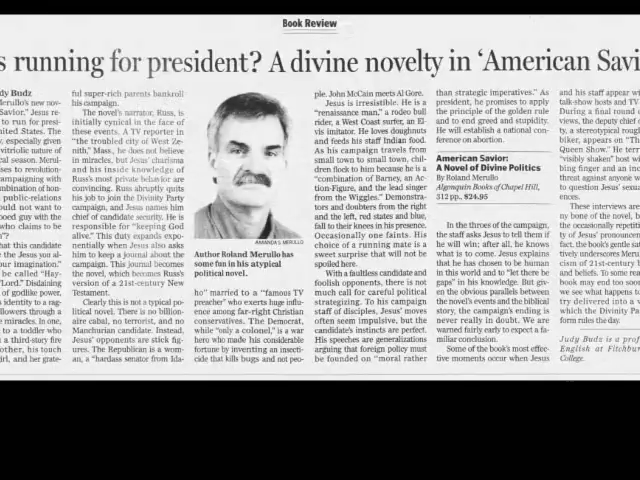 Book Review
s running for president? A divine novelty in ‘American Savi
dy Budz
Merullo's new nov-
Savior," Jesus re-
to run for presi-
nited States. The
y, especially given
vitriolic nature of
cal season. Merul-
ses to revolution-
campaigning with
mbination of hon-
public-relations
ould not want to
ooed guy with the
who claims to be
"?
at this candidate
e the Jesus you al-
our imagination."
be called "Hay-
Lord." Disdaining
of godlike power,
llowers through a
e miracles. In one,
to a toddler who
a third-story fire
other, his touch
girl, and her grate-
ful super-rich parents bankroll
his campaign.
The novel's narrator, Russ, is
initially cynical in the face of
these events. A TV reporter in
"the troubled city of West Ze-
nith," Mass., he does not believe
in miracles, but Jesus' charisma
and his inside knowledge of
Russ's most private behavior are
convincing. Russ abruptly quits
his job to join the Divinity Party
campaign, and Jesus names him
chief of candidate security. He is
responsible for "keeping God
alive." This duty expands expo-
nentially when Jesus also asks
him to keep a journal about the
campaign. This journal becomes
the novel, which becomes Russ's
version of a 21st-century New
Testament.
Clearly this is not a typical po-
litical novel. There is no billion-
aire cabal, no terrorist, and no
Manchurian candidate. Instead,
Jesus' opponents are stick fig-
ures. The Republican is a wom-
an, a "hardass senator from Ida-
AMANDA S. MERULLO
Author Roland Merullo has
some fun in his atypical
political novel.
ho" married to a "famous TV
preacher" who exerts huge influ-
ence among far-right Christian
conservatives. The Democrat,
while "only a colonel," is a war
hero who made his considerable
fortune by inventing an insecti-
cide that kills bugs and not peo-
ple. John McCain meets Al Gore.
Jesus is irresistible. He is a
"renaissance man," a rodeo bull
rider, a West Coast surfer, an El-
vis imitator. He loves doughnuts
and feeds his staff Indian food.
As his campaign travels from
small town to small town, chil-
dren flock to him because he is a
"combination of Barney, an Ac-
tion-Figure, and the lead singer
from the Wiggles." Demonstra-
tors and doubters from the right
and the left, red states and blue,
fall to their knees in his presence.
Occasionally one faints. His
choice of a running mate is a
sweet surprise that will not be
spoiled here.
With a faultless candidate and
foolish opponents, there is not
much call for careful political
strategizing. To his campaign
staff of disciples, Jesus' moves
often seem impulsive, but the
candidate's instincts are perfect.
His speeches are generalizations
arguing that foreign policy must
be founded on "moral rather
than strategic imperatives." As
president, he promises to apply
the principle of the golden rule
and to end greed and stupidity.
He will establish a national con-
ference on abortion.
American Savior:
A Novel of Divine Politics
By Roland Merullo
Algonquin Books of Chapel Hill,
312 pp., $24.95
In the throes of the campaign,
the staff asks Jesus to tell them if
he will win; after all, he knows
what is to come. Jesus explains
that he has chosen to be human
in this world and to "let there be
gaps" in his knowledge. But giv-
en the obvious parallels between
the novel's events and the biblical
story, the campaign's ending is
never really in doubt. We are
warned fairly early to expect a fa-
miliar conclusion.
Some of the book's most effec-
tive moments occur when Jesus
and his staff appear wi
talk-show hosts and TV
During a final round o
views, the deputy chief o
ty, a stereotypical rough
biker, appears on "Th
Queen Show." He terr
"visibly shaken" host wi
bing finger and an inc
threat against anyone w
to question Jesus' sexu
ences.
These interviews are
ny bone of the novel, b
the occasionally repetiti
ty of Jesus' pronouncem
fact, the book's gentle sat
tively underscores Merul
cism of 21st-century b
and beliefs. To some rea
book may end too soon
we see what happens to
try delivered into a v
which the Divinity Pa
form rules the day.
Judy Budz is a profe
English at Fitchbur
College.